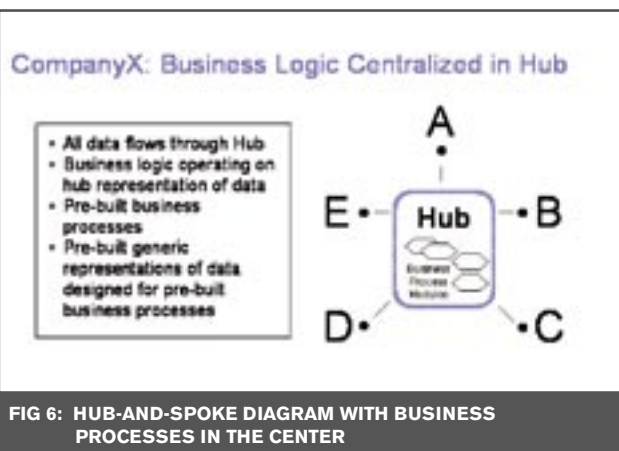 CompanyX: Business Logic Centralized in Hub
• All data flows through Hub
• Business logic operating on
hub representation of data
• Pre-built business
processes
• Pre-built generic
representations of data
designed for pre-built
business processes
A
E
Hub
B
Business
Process
Modules
D
C
FIG 6: HUB-AND-SPOKE DIAGRAM WITH BUSINESS
PROCESSES IN THE CENTER